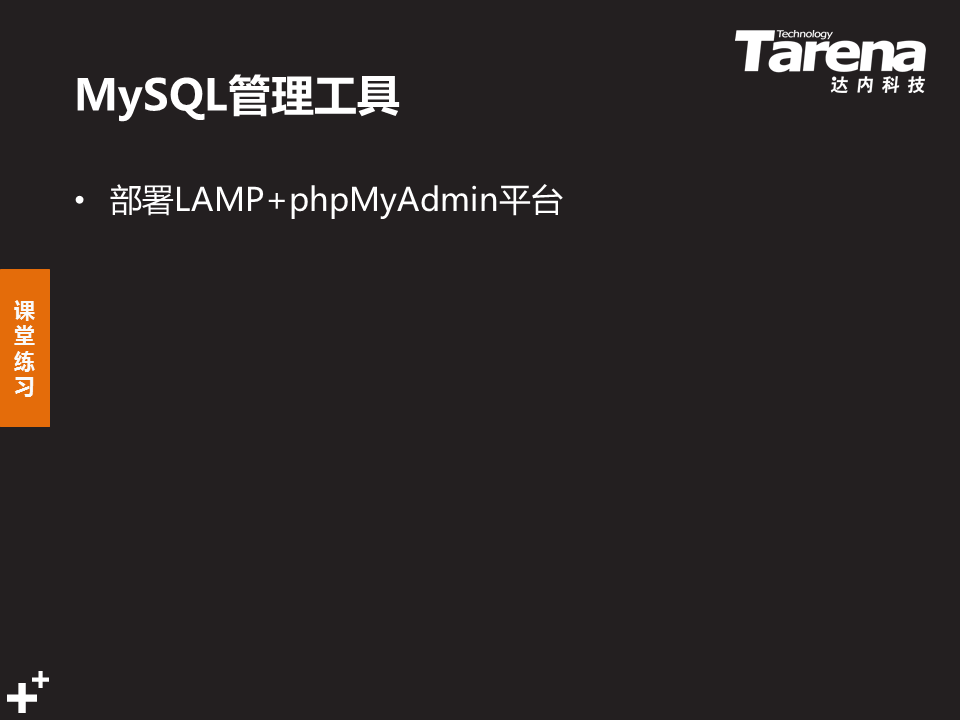 Technology
Tarena
达内科技
MySQL管理工具
• 部署LAMP+phpMyAdmin平台
课
堂
练
习